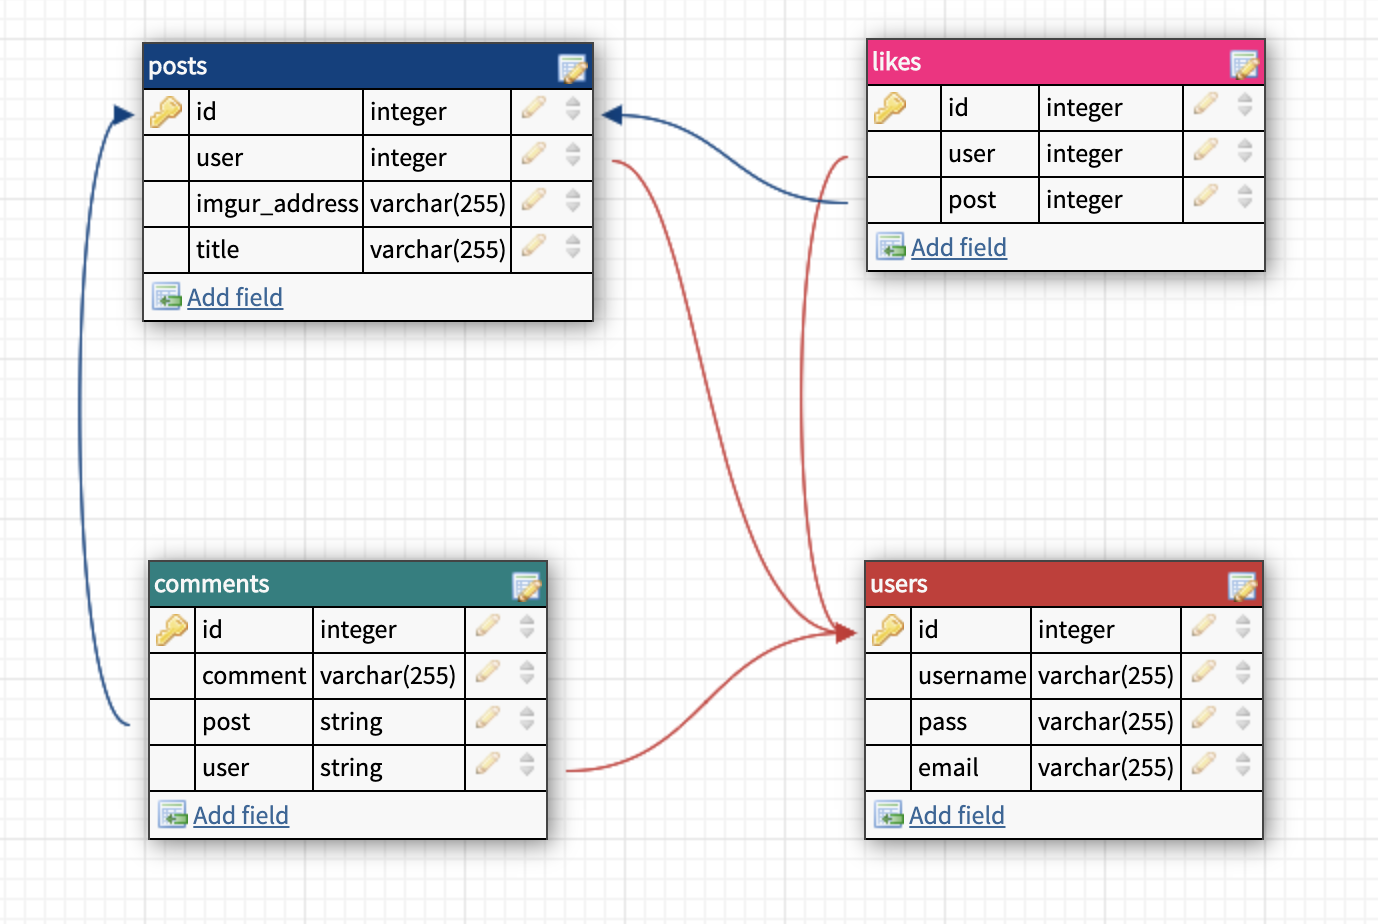 posts
id integer
user integer
imgur_address varchar(255)
title varchar(255)
Add field
likes
id integer
user integer
post integer
Add field
comments
id integer
comment varchar(255)
post string
user string
Add field
users
id integer
username varchar(255)
pass varchar(255)
email varchar(255)
Add field